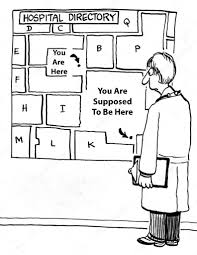 HOSPITAL DIRECTORY
D C Q
You Are Here
B P
F
You Are Supposed To Be Here
H I
M L K